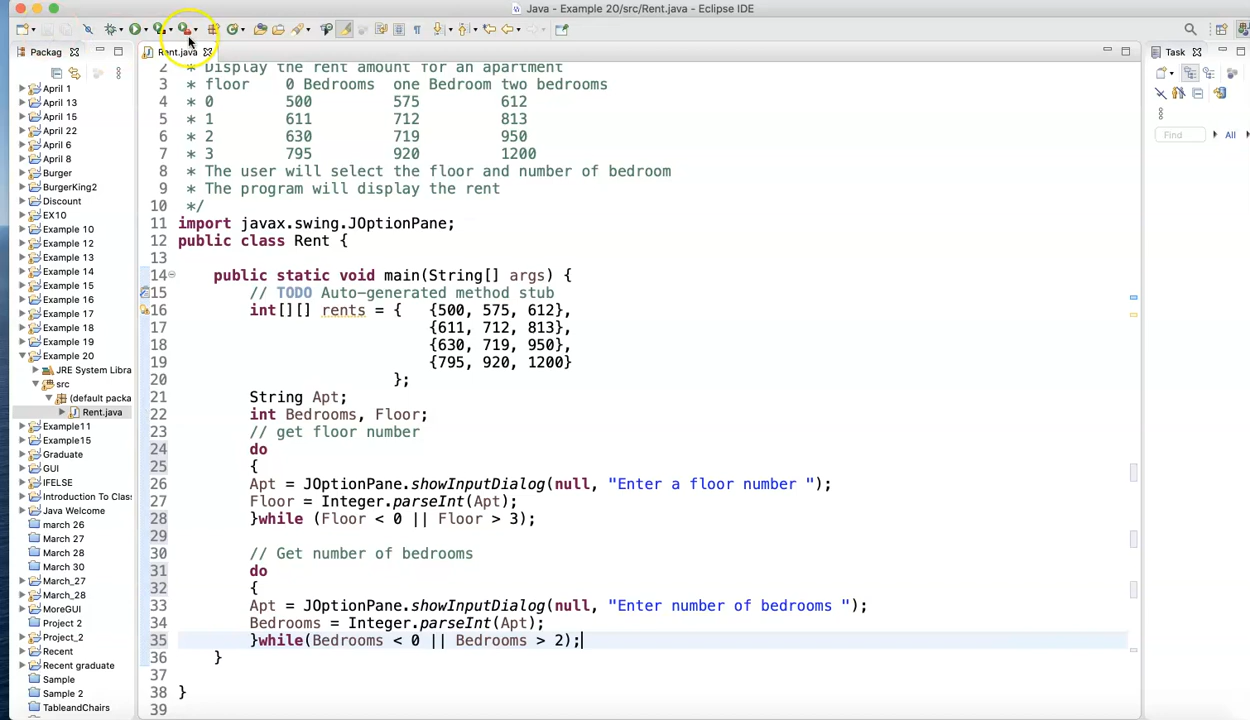 Java - Example 20/src/Rent.java - Eclipse IDE
Packag
Rent.java
Task
Find
All
April 1
April 13
April 15
April 22
April 6
April 8
Burger
BurgerKing2
Discount
EX10
Example 10
Example 12
Example 13
Example 14
Example 15
Example 16
Example 17
Example 18
Example 19
Example 20
JRE System Libra
src
(default packa
Rent.java
Example11
Example15
Graduate
GUI
IFELSE
Introduction To Clas
Java Welcome
march 26
March 27
March 28
March 30
March_27
March_28
MoreGUI
Project 2
Project_2
Recent
Recent graduate
Sample
Sample 2
TableandChairs
2 * Display the rent amount for an apartment
3 * floor 0 Bedrooms one Bedroom two bedrooms
4 * 0 500 575 612
5 * 1 611 712 813
6 * 2 630 719 950
7 * 3 795 920 1200
8 * The user will select the floor and number of bedroom
9 * The program will display the rent
10 */
11 import javax.swing.JOptionPane;
12 public class Rent {
13
14 public static void main(String[] args) {
15 // TODO Auto-generated method stub
16 int[][] rents = { {500, 575, 612},
17 {611, 712, 813},
18 {630, 719, 950},
19 {795, 920, 1200}
20 };
21 String Apt;
22 int Bedrooms, Floor;
23 // get floor number
24 do
25 {
26 Apt = JOptionPane.showInputDialog(null, "Enter a floor number ");
27 Floor = Integer.parseInt(Apt);
28 }while (Floor < 0 || Floor > 3);
29
30 // Get number of bedrooms
31 do
32 {
33 Apt = JOptionPane.showInputDialog(null, "Enter number of bedrooms ");
34 Bedrooms = Integer.parseInt(Apt);
35 }while(Bedrooms < 0 || Bedrooms > 2);
36 }
37
38 }
39